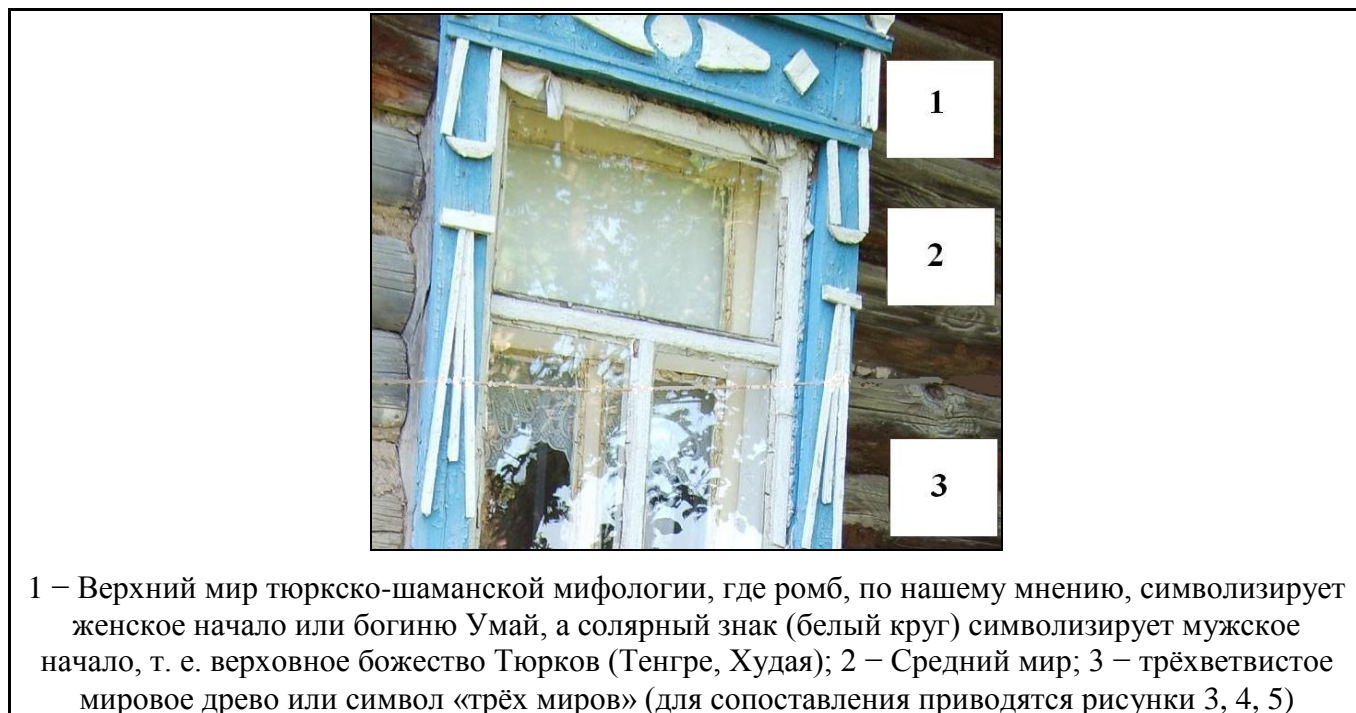 1
2
3
1 − Верхний мир тюркско-шаманской мифологии, где ромб, по нашему мнению, символизирует
женское начало или богиню Умай, а солярный знак (белый круг) символизирует мужское
начало, т. е. верховное божество Тюрков (Тенгре, Худая); 2 − Средний мир; 3 − трёхветвистое
мировое древо или символ «трёх миров» (для сопоставления приводятся рисунки 3, 4, 5)